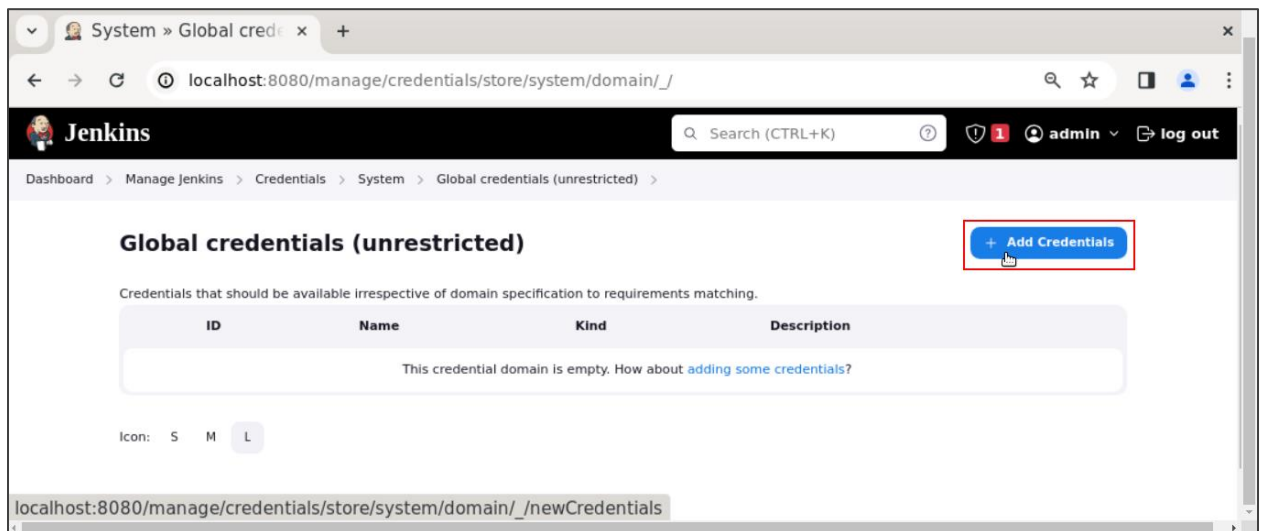 System » Global crede
localhost:8080/manage/credentials/store/system/domain/_/
Jenkins
Search (CTRL+K)
1
admin
log out
Dashboard > Manage Jenkins > Credentials > System > Global credentials (unrestricted) >
Global credentials (unrestricted)
+ Add Credentials
Credentials that should be available irrespective of domain specification to requirements matching.
ID Name Kind Description
This credential domain is empty. How about adding some credentials?
Icon: S M L
localhost:8080/manage/credentials/store/system/domain/_/newCredentials